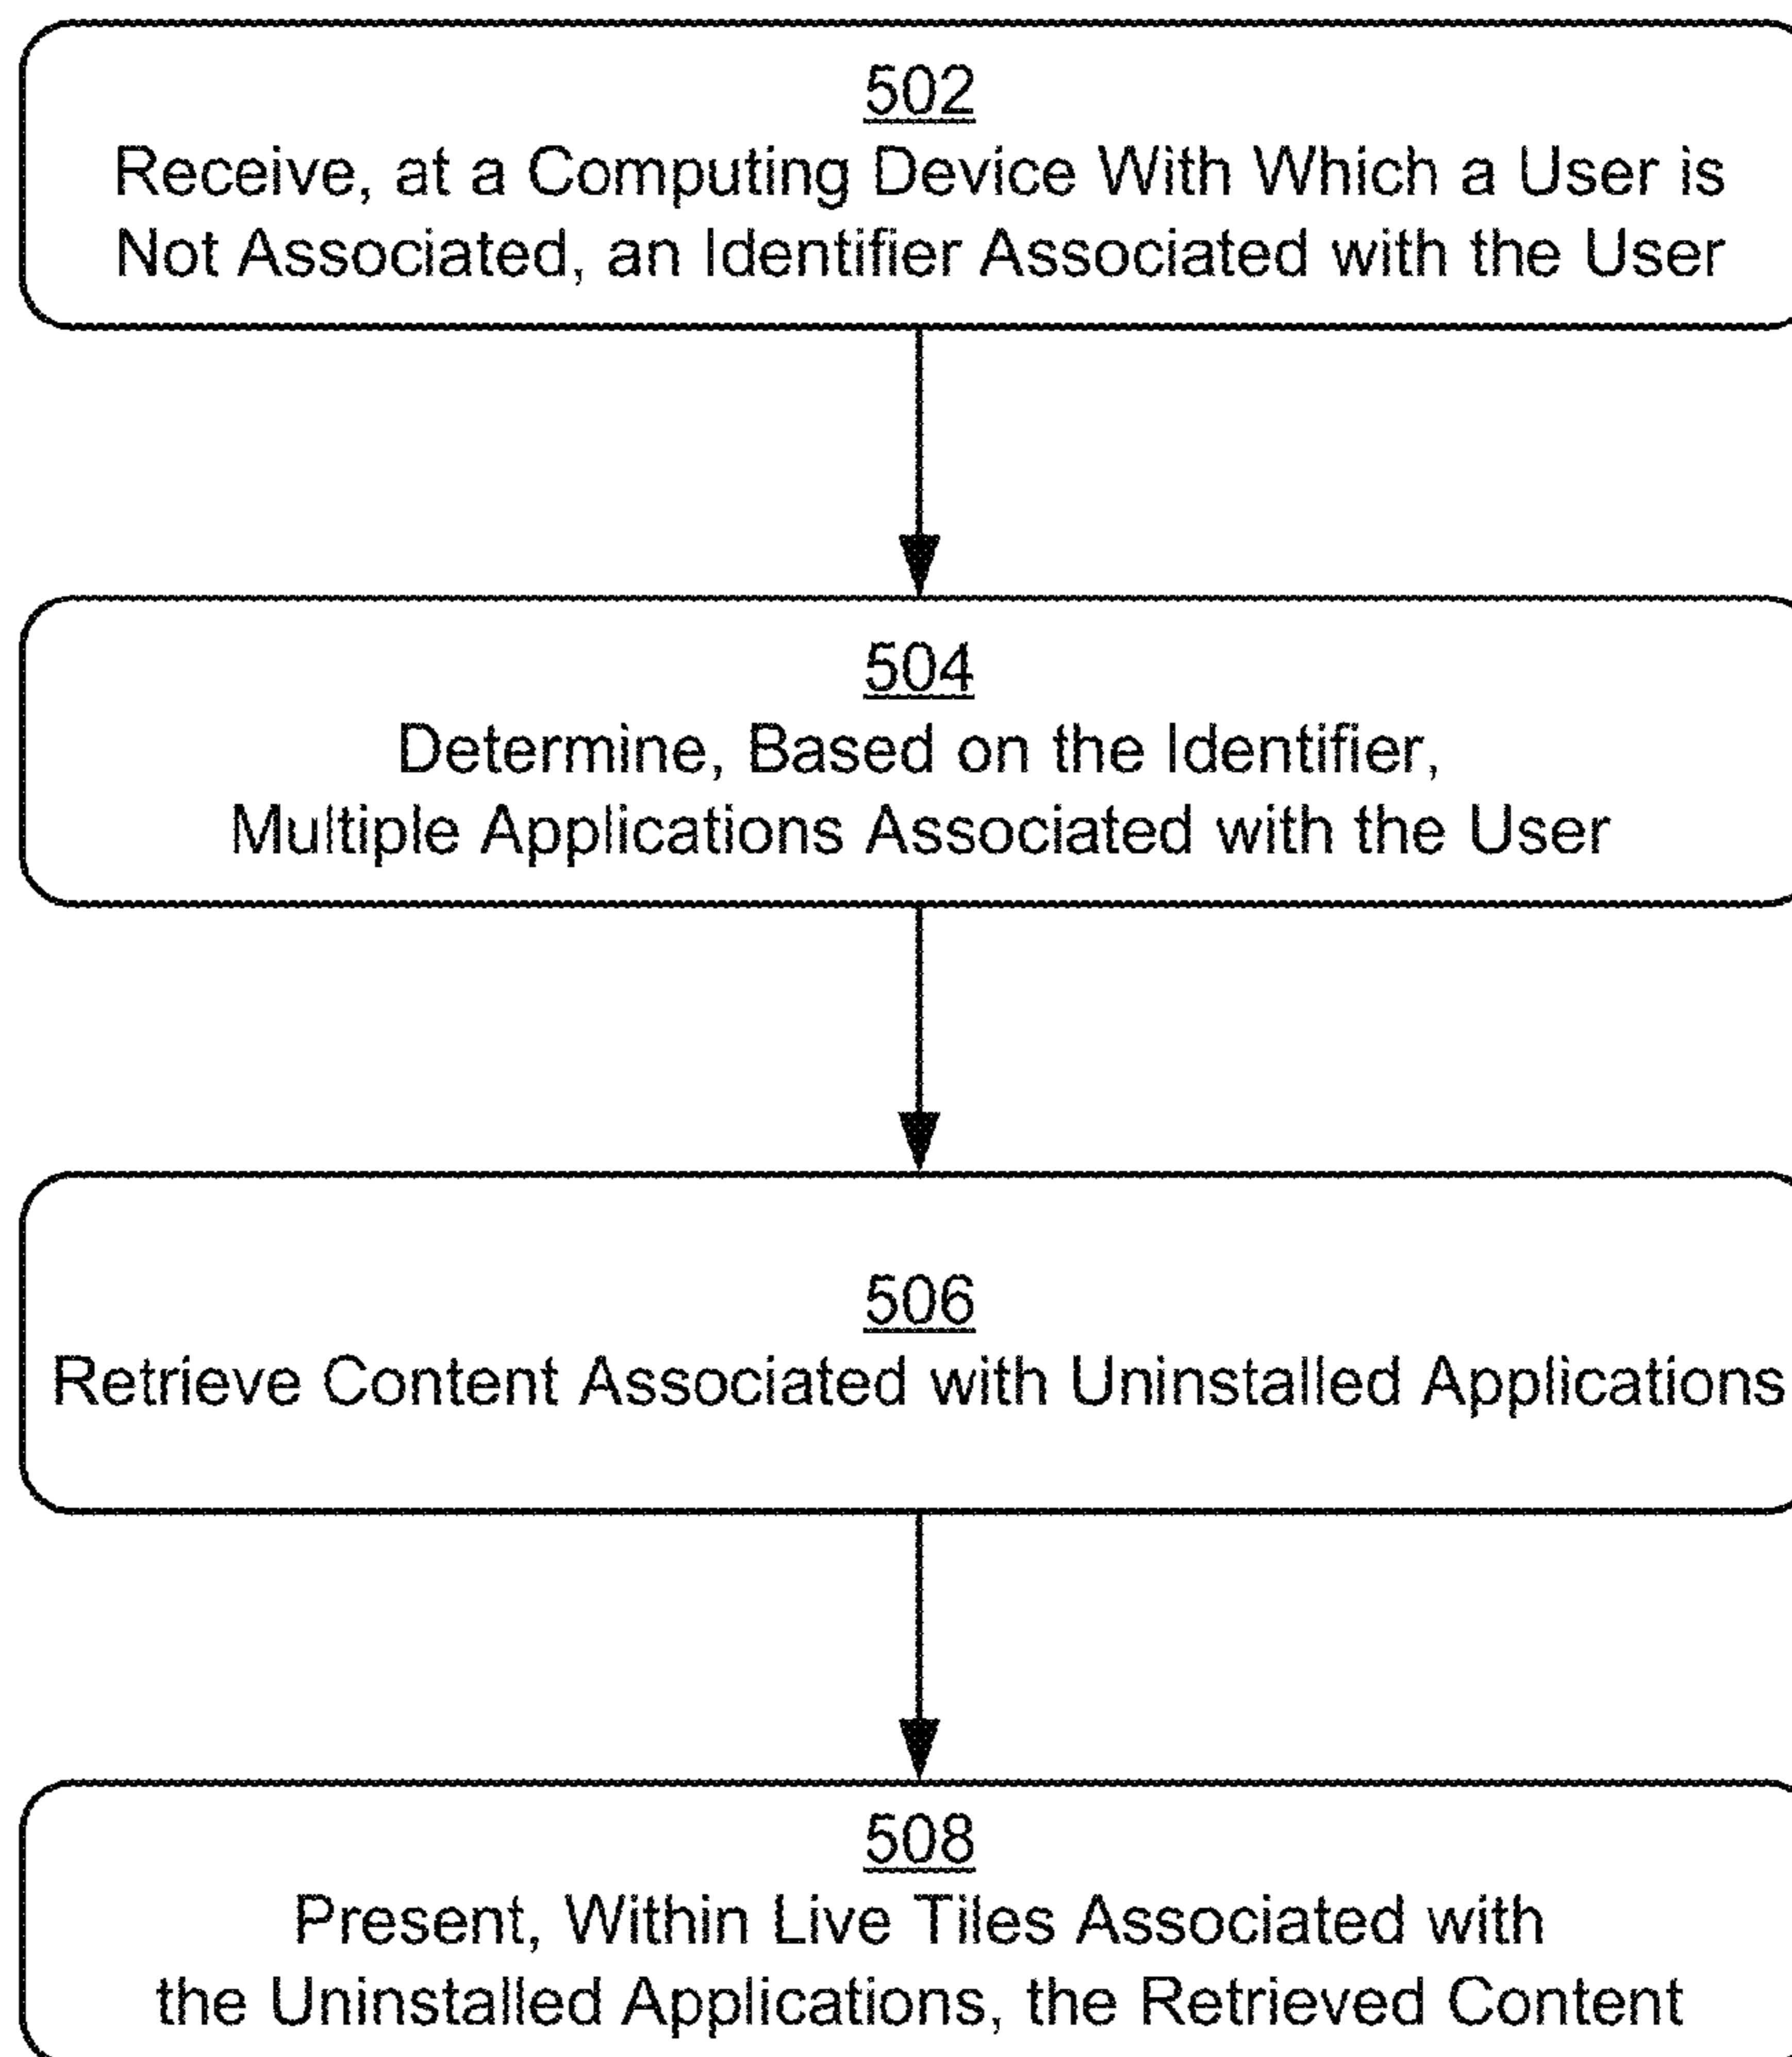 502
Receive, at a Computing Device With Which a User is
Not Associated, an Identifier Associated with the User
504
Determine, Based on the Identifier,
Multiple Applications Associated with the User
506
Retrieve Content Associated with Uninstalled Applications
508
Present, Within Live Tiles Associated with
the Uninstalled Applications, the Retrieved Content